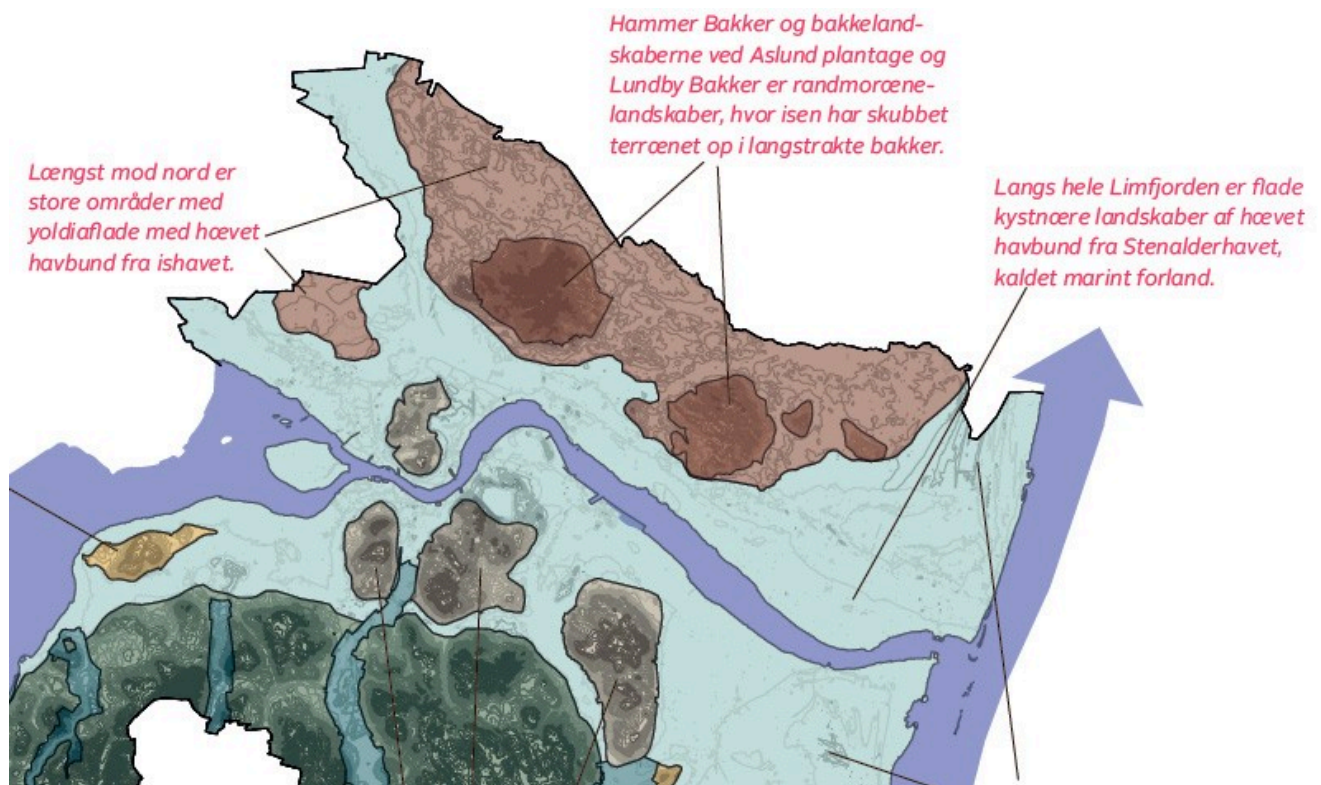 Hammer Bakker og bakkeland-
skaberne ved Aslund plantage og
Lundby Bakker er randmoræne-
landskaber, hvor isen har skubbet
terrænet op i langstrakte bakker.
Længst mod nord er
store områder med
yoldiaflade med hævet
havbund fra ishavet.
Langs hele Limfjorden er flade
kystnære landskaber af hævet
havbund fra Stenalderhavet,
kaldet marint forland.